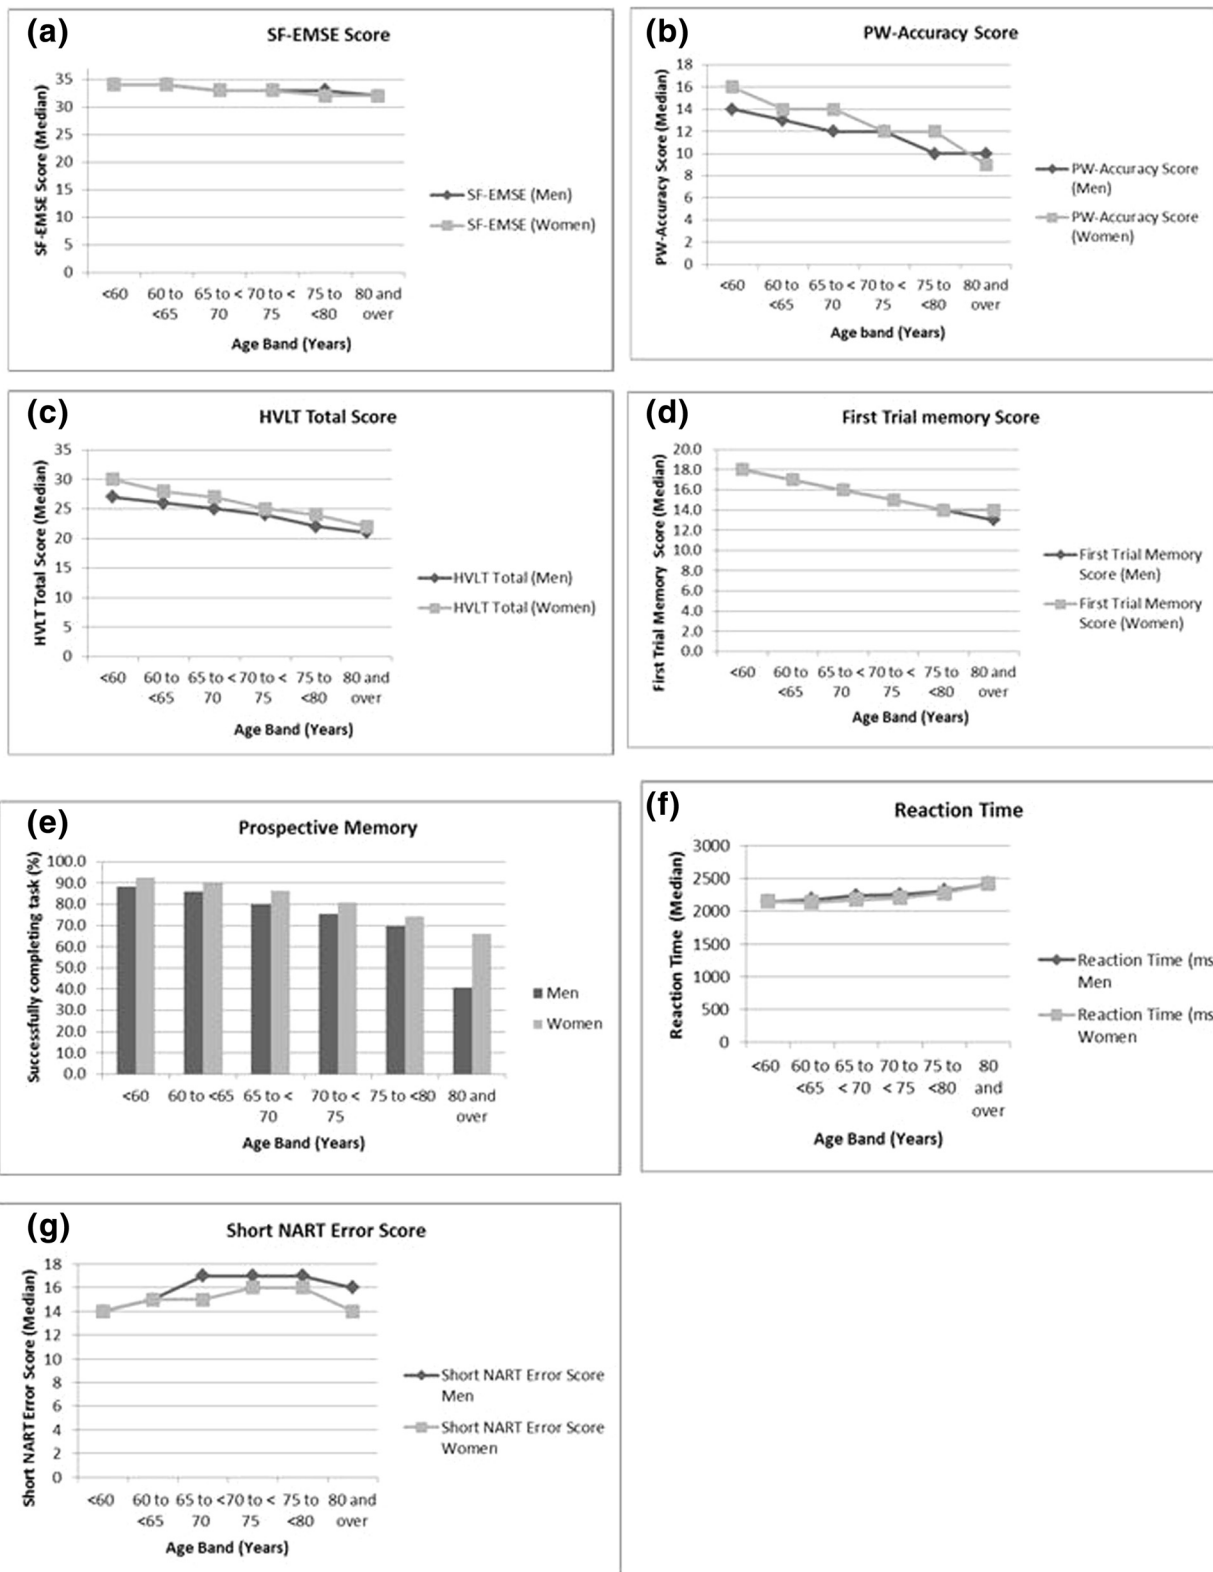 (a)
SF-EMSE Score
SF-EMSE Score (Median)
35
30
25
20
15
10
5
0
SF-EMSE (Men)
SF-EMSE (Women)
<60 60 to 65 to < 70 to < 75 to 80 and
<65 70 75 <80 over
Age Band (Years)
(b)
PW-Accuracy Score
PW-Accuracy Score (Median)
18
16
14
12
10
8
6
4
2
0
PW-Accuracy Score
(Men)
PW-Accuracy Score
(Women)
<60 60 to 65 to < 70 to < 75 to 80 and
<65 70 75 <80 over
Age band (Years)
(c)
HVLT Total Score
HVLT Total Score (Median)
35
30
25
20
15
10
5
0
HVLT Total (Men)
HVLT Total (Women)
<60 60 to 65 to < 70 to < 75 to 80 and
<65 70 75 <80 over
Age Band (Years)
(d)
First Trial memory Score
First Trial Memory Score (Median)
20.0
18.0
16.0
14.0
12.0
10.0
8.0
6.0
4.0
2.0
0.0
First Trial Memory
Score (Men)
First Trial Memory
Score (Women)
<60 60 to 65 to < 70 to < 75 to 80 and
<65 70 75 <80 over
Age Band (Years)
(e)
Prospective Memory
Successfully completing task (%)
100.0
90.0
80.0
70.0
60.0
50.0
40.0
30.0
20.0
10.0
0.0
Men
Women
<60 60 to <65 65 to < 70 to < 75 to <80 80 and
70 75 over
Age Band (Years)
(f)
Reaction Time
Reaction Time (Median)
3000
2500
2000
1500
1000
500
0
Reaction Time (ms
Men
Reaction Time (ms
Women
<60 60 to 65 to 70 to 75 to 80
<65 < 70 < 75 <80 and
over
Age Band (Years)
(g)
Short NART Error Score
Short NART Error Score (Median)
18
16
14
12
10
8
6
4
2
0
Short NART Error Score
Men
Short NART Error Score
Women
<60 60 to 65 to < 70 to < 75 to 80 and
<65 70 75 <80 over
Age Band (Years)